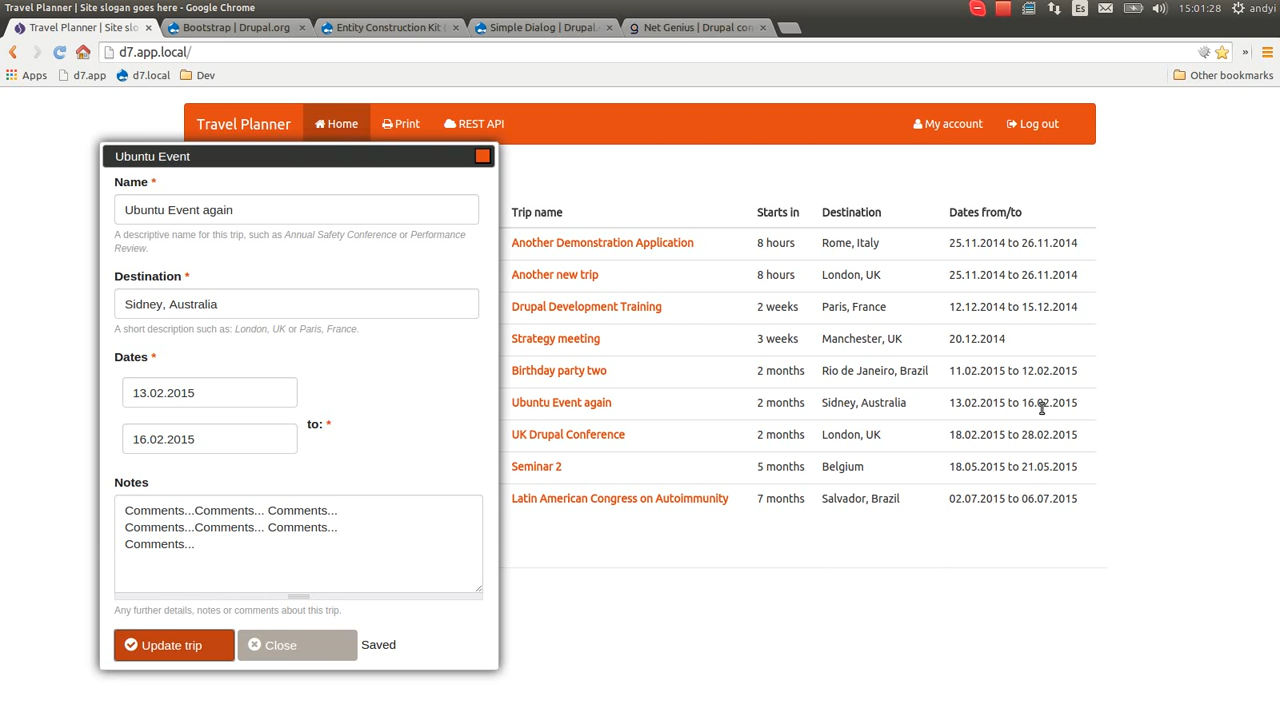 Travel Planner | Site slogan goes here - Google Chrome
Es 15:01:28 andyi
Travel Planner | Site slo
Bootstrap | Drupal.org
Entity Construction Kit
Simple Dialog | Drupal.
Net Genius | Drupal con
d7.app.local/
»
Apps d7.app d7.local Dev Other bookmarks
Travel Planner Home Print REST API My account Log out
Ubuntu Event
Name *
Ubuntu Event again
A descriptive name for this trip, such as Annual Safety Conference or Performance
Review.
Destination *
Sidney, Australia
A short description such as: London, UK or Paris, France.
Dates *
13.02.2015
to: *
16.02.2015
Notes
Comments...Comments... Comments...
Comments...Comments... Comments...
Comments...
Any further details, notes or comments about this trip.
Update trip Close Saved
Trip name Starts in Destination Dates from/to
Another Demonstration Application 8 hours Rome, Italy 25.11.2014 to 26.11.2014
Another new trip 8 hours London, UK 25.11.2014 to 26.11.2014
Drupal Development Training 2 weeks Paris, France 12.12.2014 to 15.12.2014
Strategy meeting 3 weeks Manchester, UK 20.12.2014
Birthday party two 2 months Rio de Janeiro, Brazil 11.02.2015 to 12.02.2015
Ubuntu Event again 2 months Sidney, Australia 13.02.2015 to 16.02.2015
UK Drupal Conference 2 months London, UK 18.02.2015 to 28.02.2015
Seminar 2 5 months Belgium 18.05.2015 to 21.05.2015
Latin American Congress on Autoimmunity 7 months Salvador, Brazil 02.07.2015 to 06.07.2015